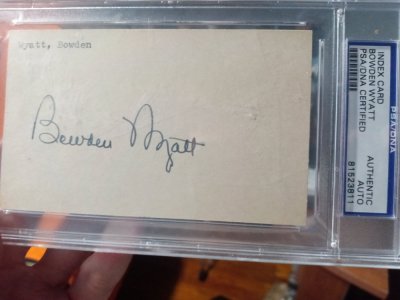 Wyatt, Bowden
Bowden Wyatt
INDEX CARD
BOWDEN WYATT
PSA/DNA CERTIFIED
AUTHENTIC
AUTO
81523811
PSA/DNA